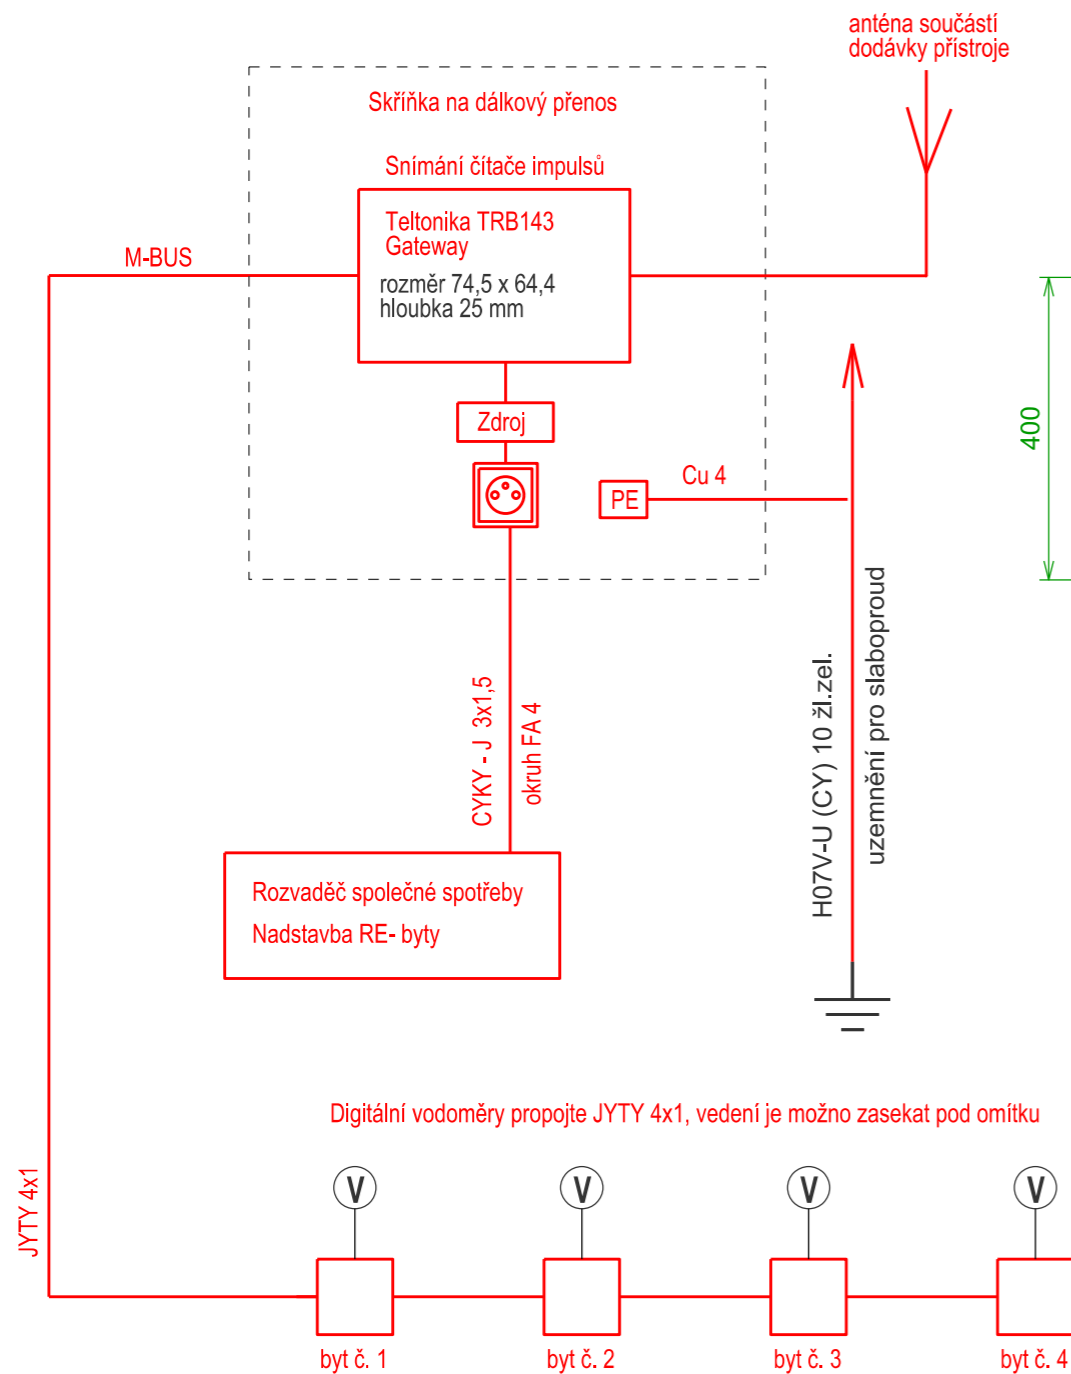 anténa součástí
dodávky přístroje
Skříňka na dálkový přenos
Snímání čítače impulsů
Teltonika TRB143
Gateway
rozměr 74,5 x 64,4
hloubka 25 mm
M-BUS
Zdroj
PE
Cu 4
400
CYKY - J 3x1,5
okruh FA 4
H07V-U (CY) 10 žl.zel.
uzemnění pro slaboproud
Rozvaděč společné spotřeby
Nadstavba RE- byty
Digitální vodoměry propojte JYTY 4x1, vedení je možno zasekat pod omítku
JYTY 4x1
V
V
V
V
byt č. 1
byt č. 2
byt č. 3
byt č. 4